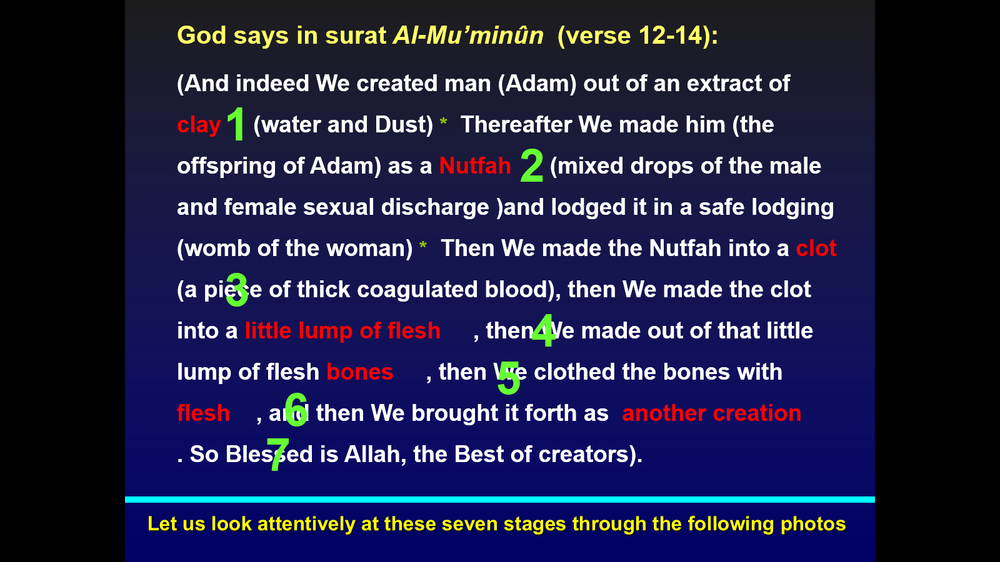 God says in surat Al-Mu’minûn (verse 12-14):
(And indeed We created man (Adam) out of an extract of
clay 1 (water and Dust) * Thereafter We made him (the
offspring of Adam) as a Nutfah 2 (mixed drops of the male
and female sexual discharge )and lodged it in a safe lodging
(womb of the woman) * Then We made the Nutfah into a clot
3
(a piece of thick coagulated blood), then We made the clot
into a little lump of flesh 4 , then We made out of that little
lump of flesh bones 5 , then We clothed the bones with
flesh 6 , and then We brought it forth as another creation
7
. So Blessed is Allah, the Best of creators).
Let us look attentively at these seven stages through the following photos